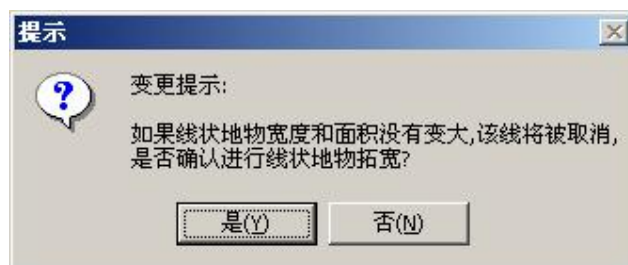 提示
变更提示:
如果线状地物宽度和面积没有变大,该线将被取消,
是否确认进行线状地物拓宽?
是(Y) 否(N)